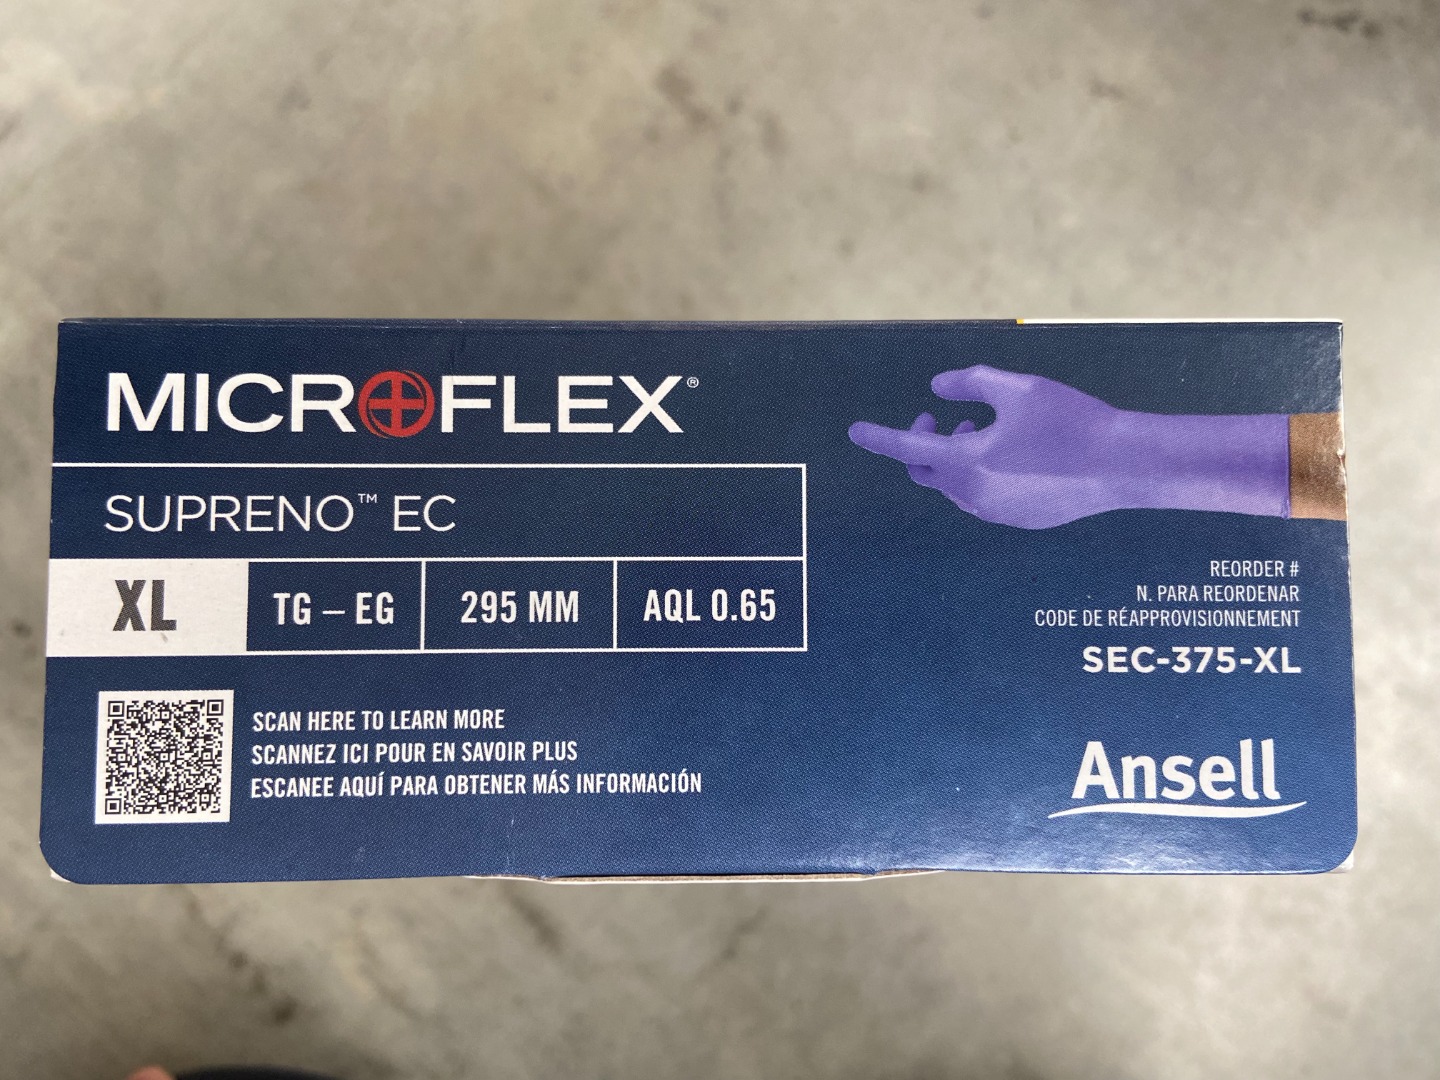 MICROFLEX®
SUPRENO™ EC
XL
TG – EG
295 MM
AQL 0.65
SCAN HERE TO LEARN MORE
SCANNEZ ICI POUR EN SAVOIR PLUS
ESCANEE AQUÍ PARA OBTENER MÁS INFORMACIÓN
REORDER #
N. PARA REORDENAR
CODE DE RÉAPPROVISIONNEMENT
SEC-375-XL
Ansell